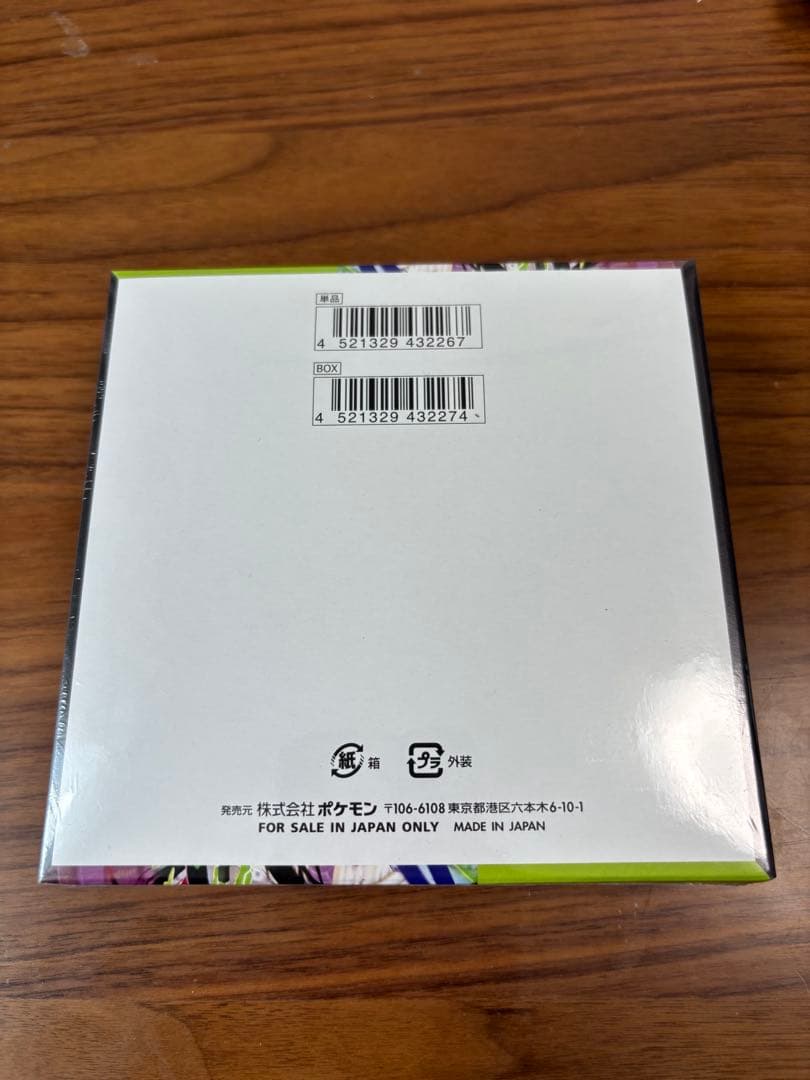 単品
4 521329 432267
BOX
4 521329 432274
紙 箱 プラ 外装
発売元 株式会社 ポケモン 〒106-6108 東京都港区六本木6-10-1
FOR SALE IN JAPAN ONLY MADE IN JAPAN